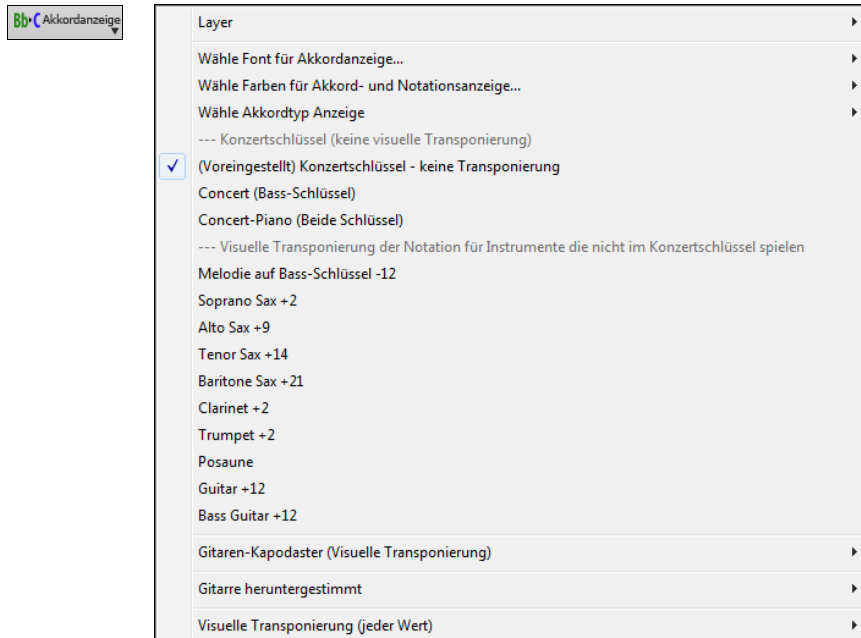 Bb·C Akkordanzeige
Layer
Wähle Font für Akkordanzeige...
Wähle Farben für Akkord- und Notationsanzeige...
Wähle Akkordtyp Anzeige
--- Konzertschlüssel (keine visuelle Transponierung)
(Voreingestellt) Konzertschlüssel - keine Transponierung
Concert (Bass-Schlüssel)
Concert-Piano (Beide Schlüssel)
--- Visuelle Transponierung der Notation für Instrumente die nicht im Konzertschlüssel spielen
Melodie auf Bass-Schlüssel -12
Soprano Sax +2
Alto Sax +9
Tenor Sax +14
Baritone Sax +21
Clarinet +2
Trumpet +2
Posaune
Guitar +12
Bass Guitar +12
Gitaren-Kapodaster (Visuelle Transponierung)
Gitarre heruntergestimmt
Visuelle Transponierung (jeder Wert)